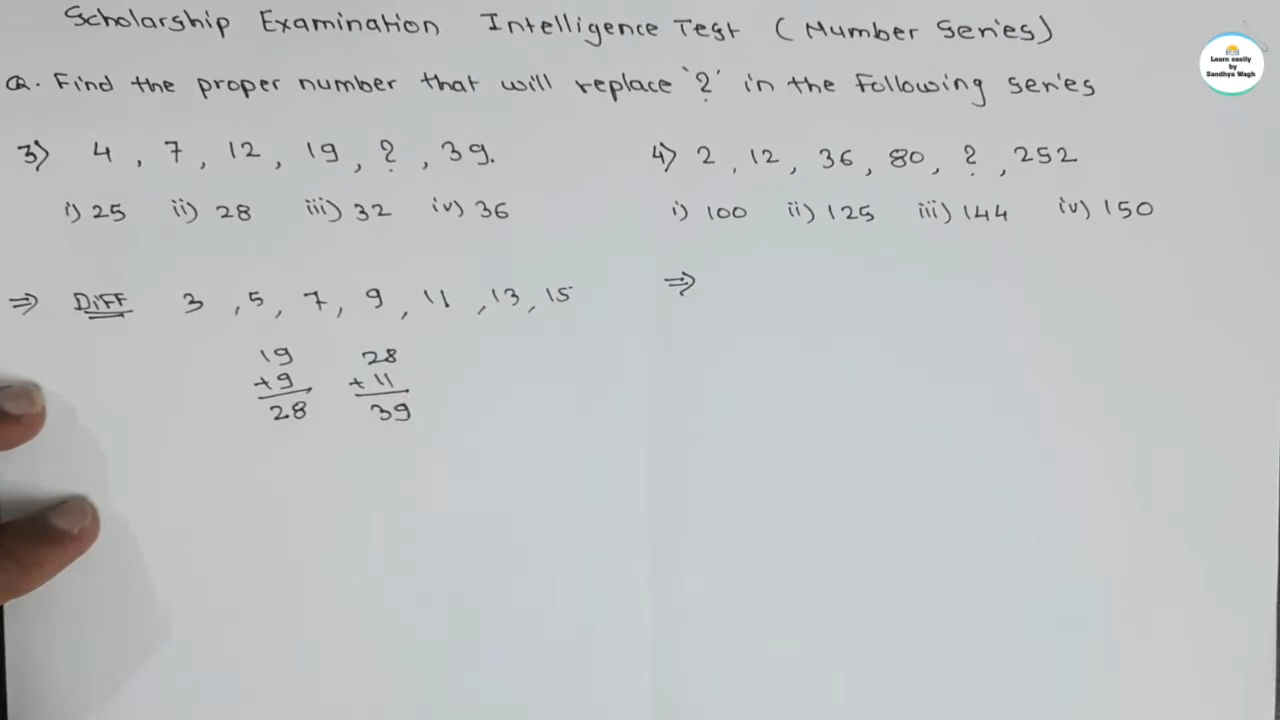 Scholarship Examination Intelligence Test (Number Series)
Learn easily
by
Sandhya Wagh
Q. Find the proper number that will replace '?' in the following series
3) 4, 7, 12, 19, ?, 39.
i) 25 ii) 28 iii) 32 iv) 36
4) 2, 12, 36, 80, ?, 252
i) 100 ii) 125 iii) 144 iv) 150
⇒ Diff 3, 5, 7, 9, 11, 13, 15
19
+9
28
28
+ 11
39
⇒